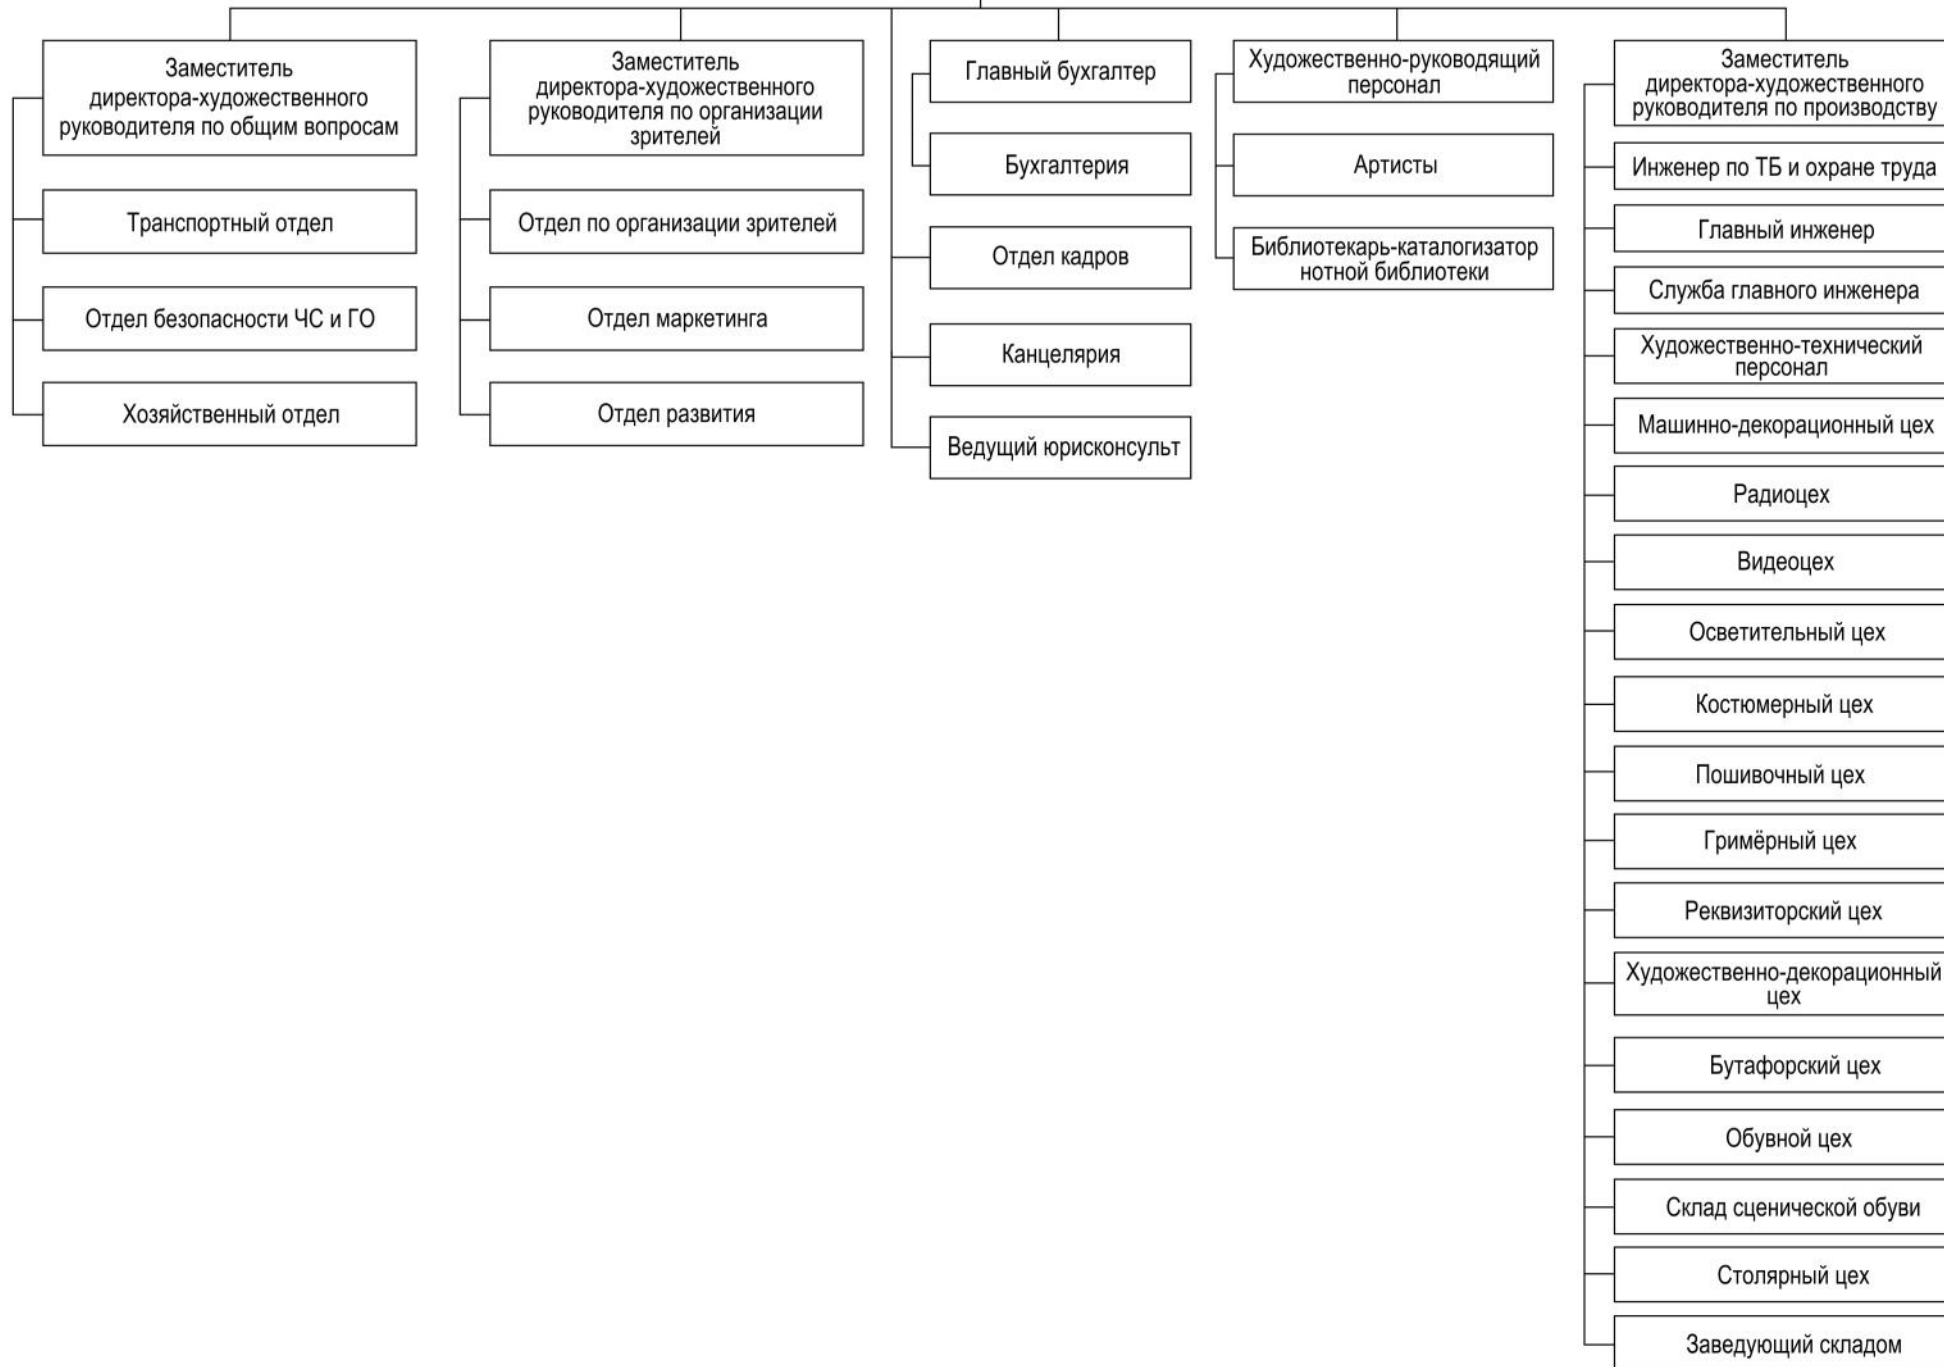 Заместитель
директора-художественного
руководителя по общим вопросам
Транспортный отдел
Отдел безопасности ЧС и ГО
Хозяйственный отдел
Заместитель
директора-художественного
руководителя по организации
зрителей
Отдел по организации зрителей
Отдел маркетинга
Отдел развития
Главный бухгалтер
Бухгалтерия
Отдел кадров
Канцелярия
Ведущий юрисконсульт
Художественно-руководящий
персонал
Артисты
Библиотекарь-каталогизатор
нотной библиотеки
Заместитель
директора-художественного
руководителя по производству
Инженер по ТБ и охране труда
Главный инженер
Служба главного инженера
Художественно-технический
персонал
Машинно-декорационный цех
Радиоцех
Видеоцех
Осветительный цех
Костюмерный цех
Пошивочный цех
Гримёрный цех
Реквизиторский цех
Художественно-декорационный
цех
Бутафорский цех
Обувной цех
Склад сценической обуви
Столярный цех
Заведующий складом